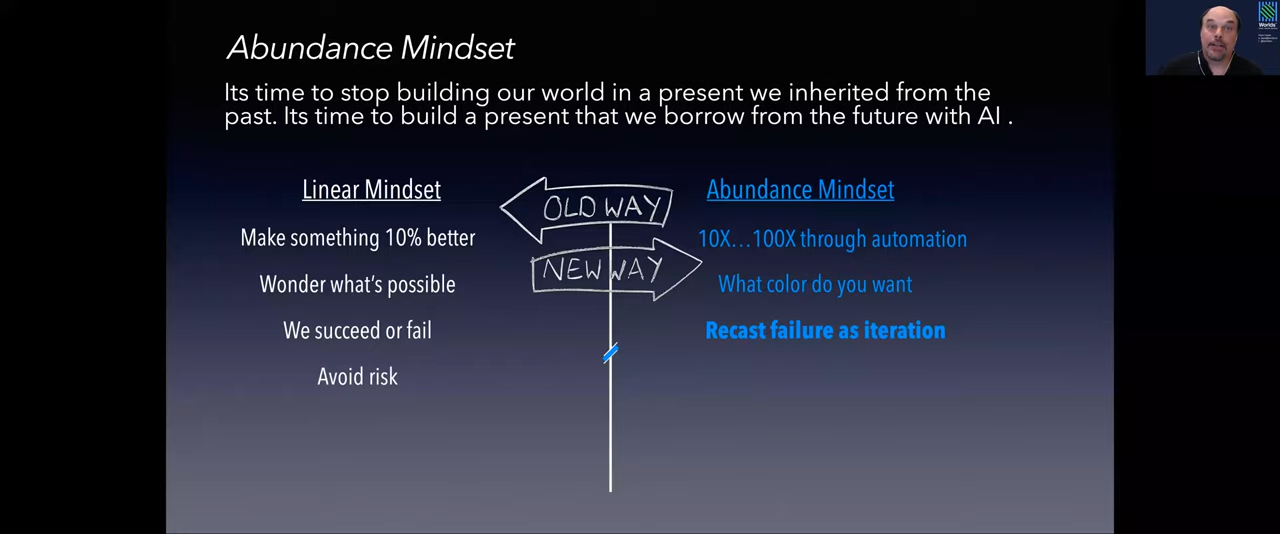 Abundance Mindset
Its time to stop building our world in a present we inherited from the
past. Its time to build a present that we borrow from the future with AI .
Linear Mindset
Make something 10% better
Wonder what's possible
We succeed or fail
Avoid risk
OLD WAY
NEW WAY
Abundance Mindset
10X...100X through automation
What color do you want
Recast failure as iteration
Worlds